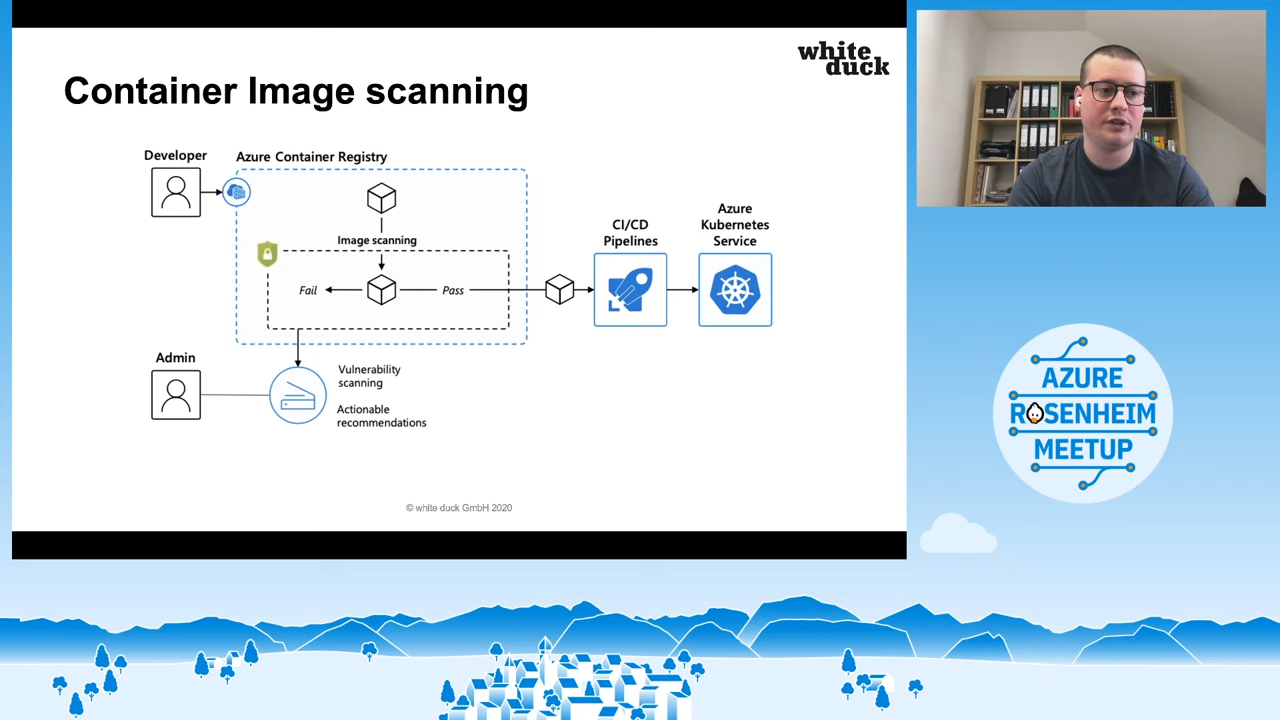 white
duck
Container Image scanning
Developer
Azure Container Registry
Image scanning
Fail
Pass
CI/CD
Pipelines
Azure
Kubernetes
Service
Admin
Vulnerability
scanning
Actionable
recommendations
© white duck GmbH 2020
AZURE
ROSENHEIM
MEETUP